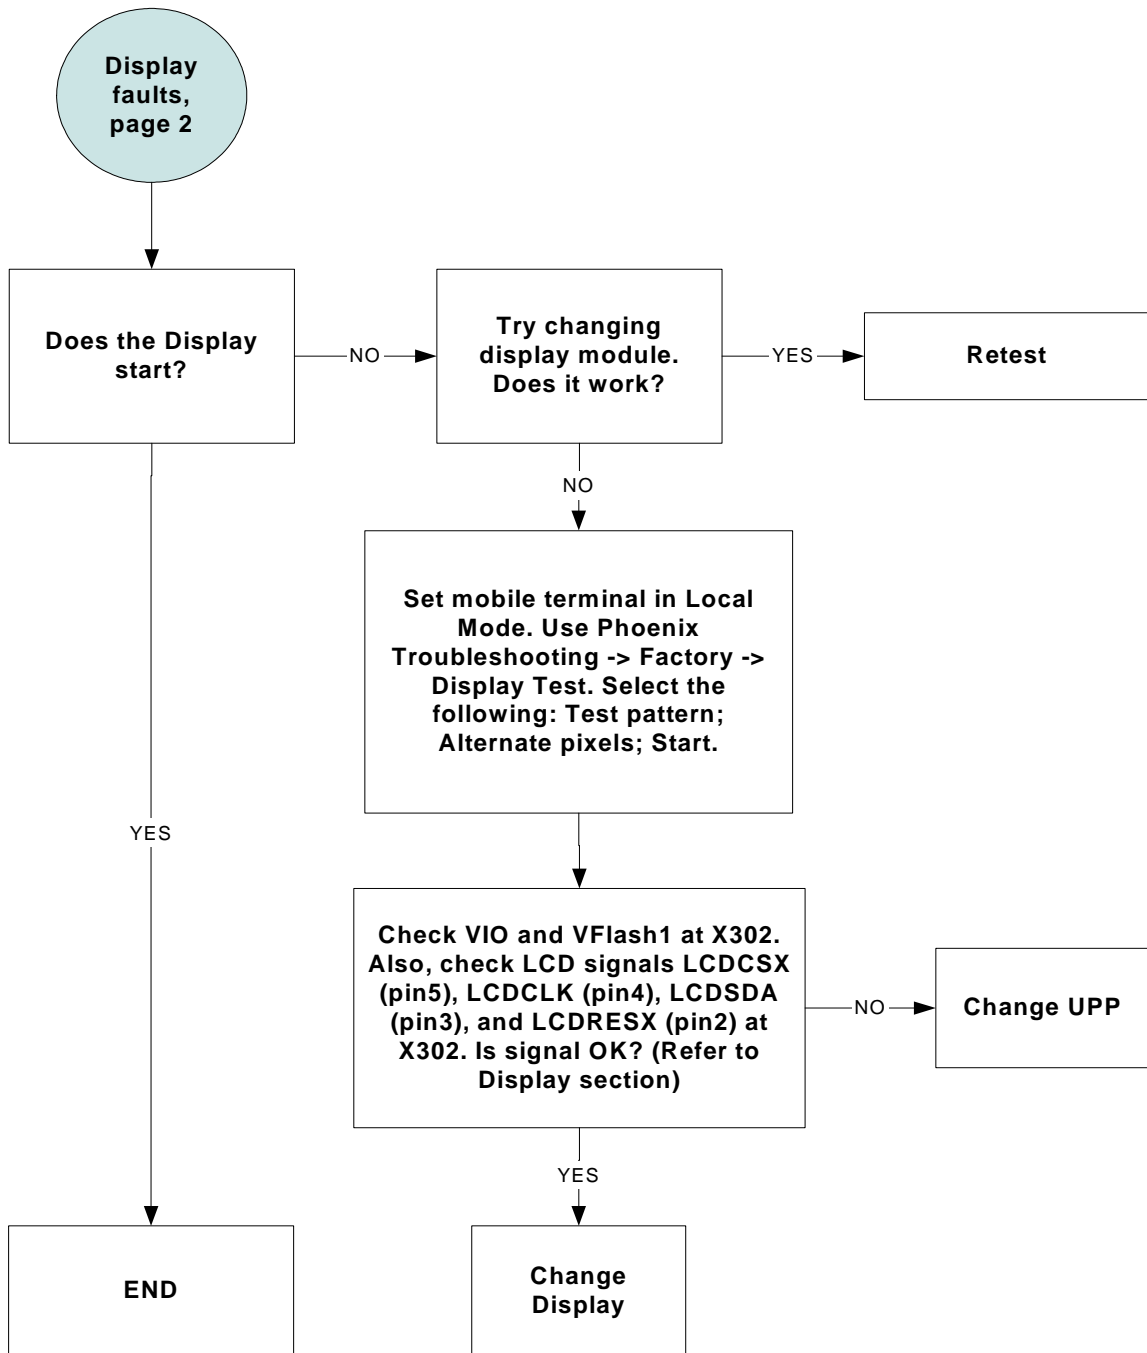 Display
faults,
page 2
Does the Display
start?
NO
Try changing
display module.
Does it work?
YES
Retest
NO
Set mobile terminal in Local
Mode. Use Phoenix
Troubleshooting -> Factory ->
Display Test. Select the
following: Test pattern;
Alternate pixels; Start.
YES
Check VIO and VFlash1 at X302.
Also, check LCD signals LCDCSX
(pin5), LCDCLK (pin4), LCDSDA
(pin3), and LCDRESX (pin2) at
X302. Is signal OK? (Refer to
Display section)
NO
Change UPP
YES
END
Change
Display